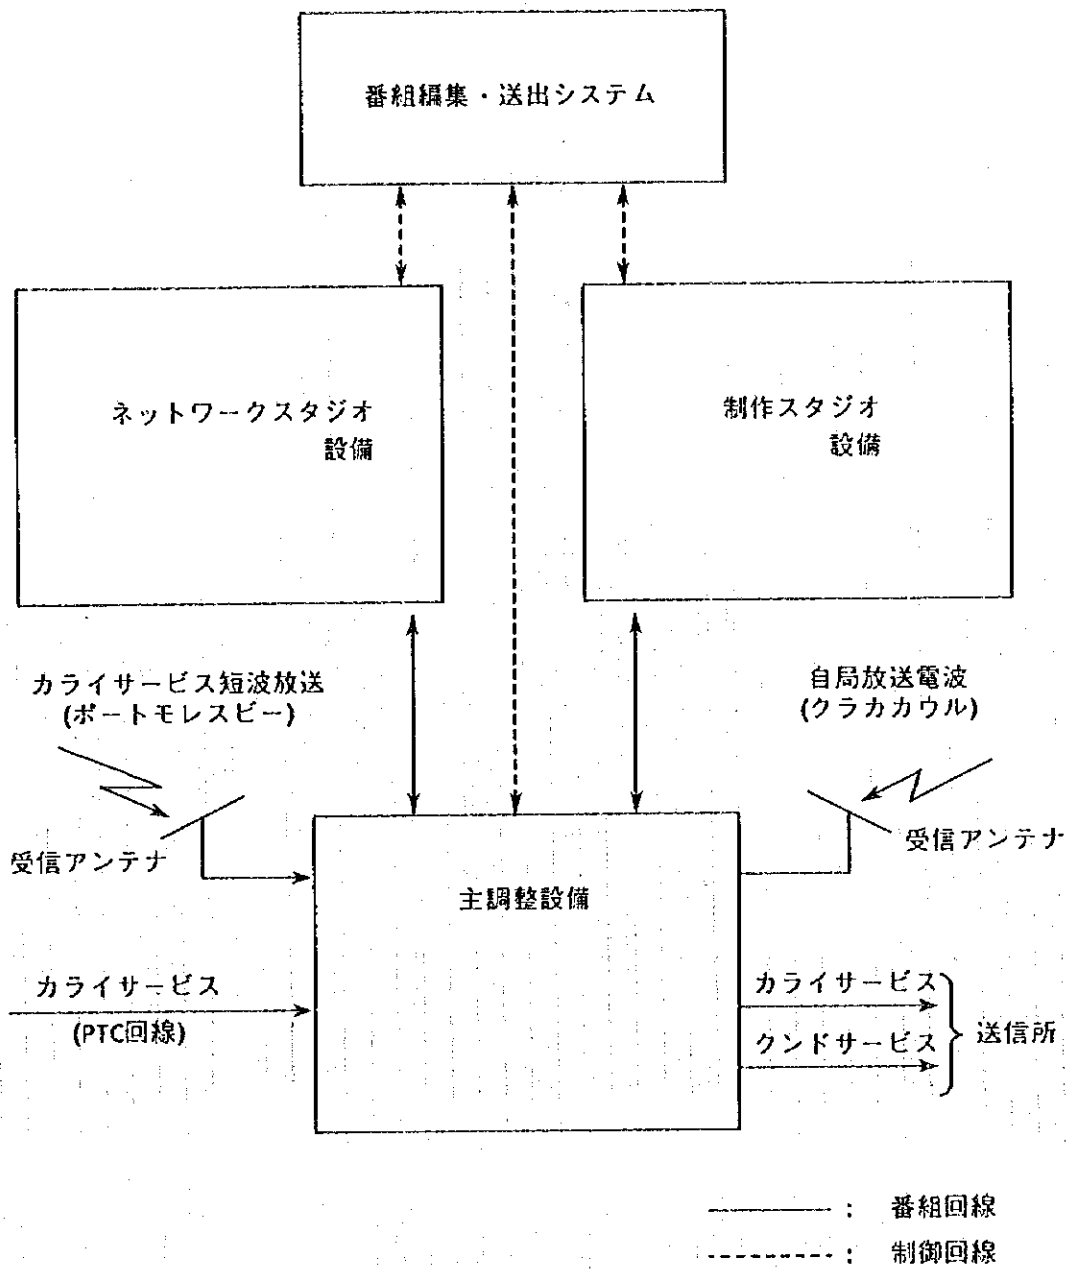 番組編集・送出システム
ネットワークスタジオ
設備
制作スタジオ
設備
カライサービス短波放送
(ポートモレスビー)
自局放送電波
(クラカカウル)
受信アンテナ
受信アンテナ
主調整設備
カライサービス
(PTC回線)
カライサービス
クンドサービス
送信所
： 番組回線
： 制御回線